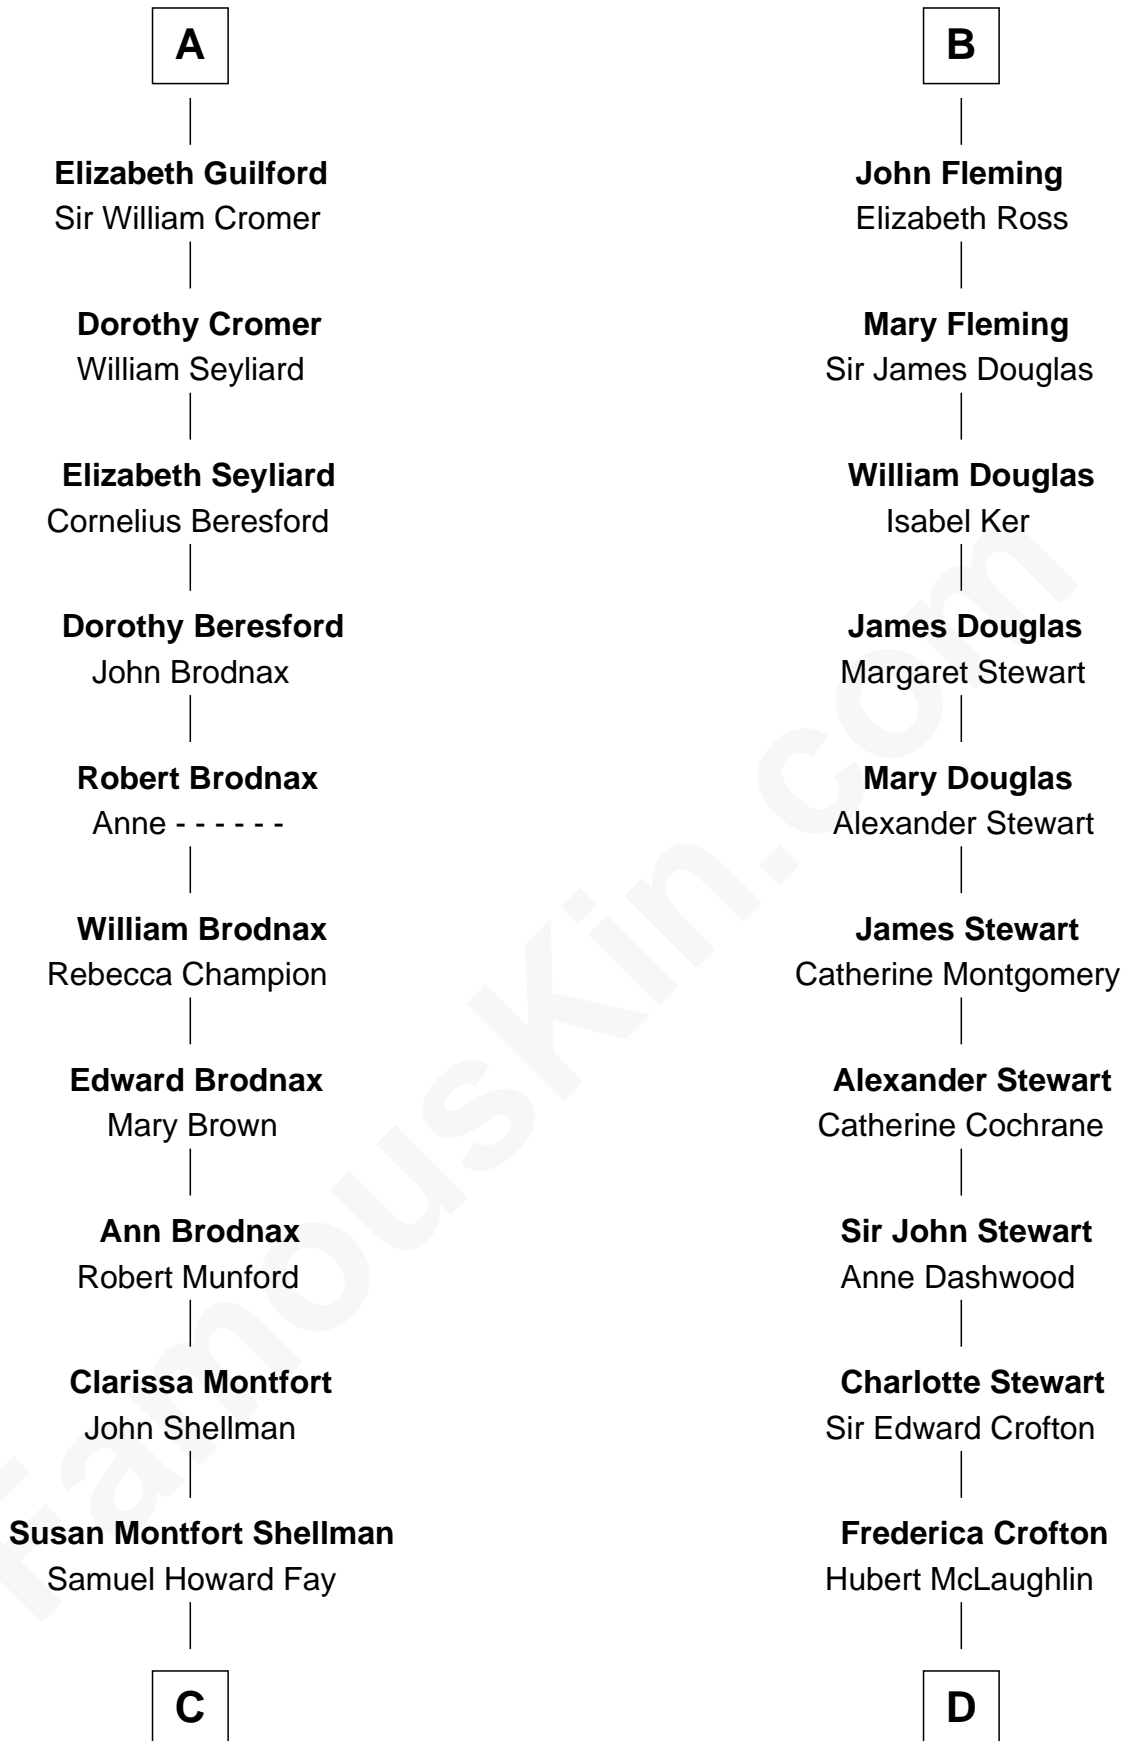 A
Elizabeth Guilford
Sir William Cromer
Dorothy Cromer
William Seyliard
Elizabeth Seyliard
Cornelius Beresford
Dorothy Beresford
John Brodnax
Robert Brodnax
Anne - - - - - -
William Brodnax
Rebecca Champion
Edward Brodnax
Mary Brown
Ann Brodnax
Robert Munford
Clarissa Montfort
John Shellman
Susan Montfort Shellman
Samuel Howard Fay
C
B
John Fleming
Elizabeth Ross
Mary Fleming
Sir James Douglas
William Douglas
Isabel Ker
James Douglas
Margaret Stewart
Mary Douglas
Alexander Stewart
James Stewart
Catherine Montgomery
Alexander Stewart
Catherine Cochrane
Sir John Stewart
Anne Dashwood
Charlotte Stewart
Sir Edward Crofton
Frederica Crofton
Hubert McLaughlin
D
FamousKin.com